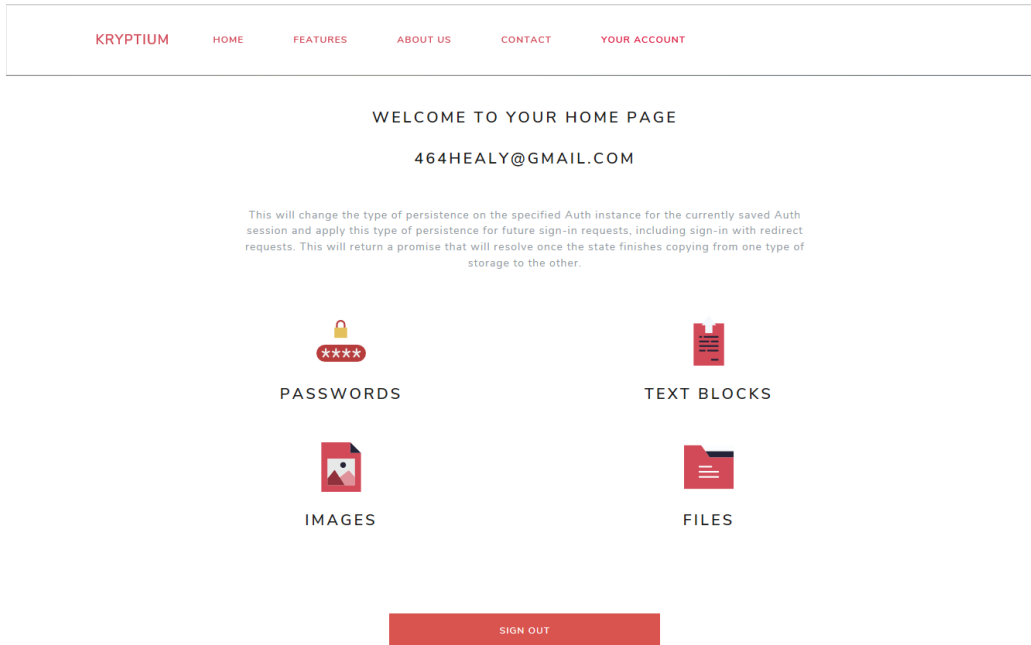 KRYPTIUM HOME FEATURES ABOUT US CONTACT YOUR ACCOUNT
WELCOME TO YOUR HOME PAGE
464HEALY@GMAIL.COM
This will change the type of persistence on the specified Auth instance for the currently saved Auth
session and apply this type of persistence for future sign-in requests, including sign-in with redirect
requests. This will return a promise that will resolve once the state finishes copying from one type of
storage to the other.
****
PASSWORDS
TEXT BLOCKS
IMAGES
FILES
SIGN OUT